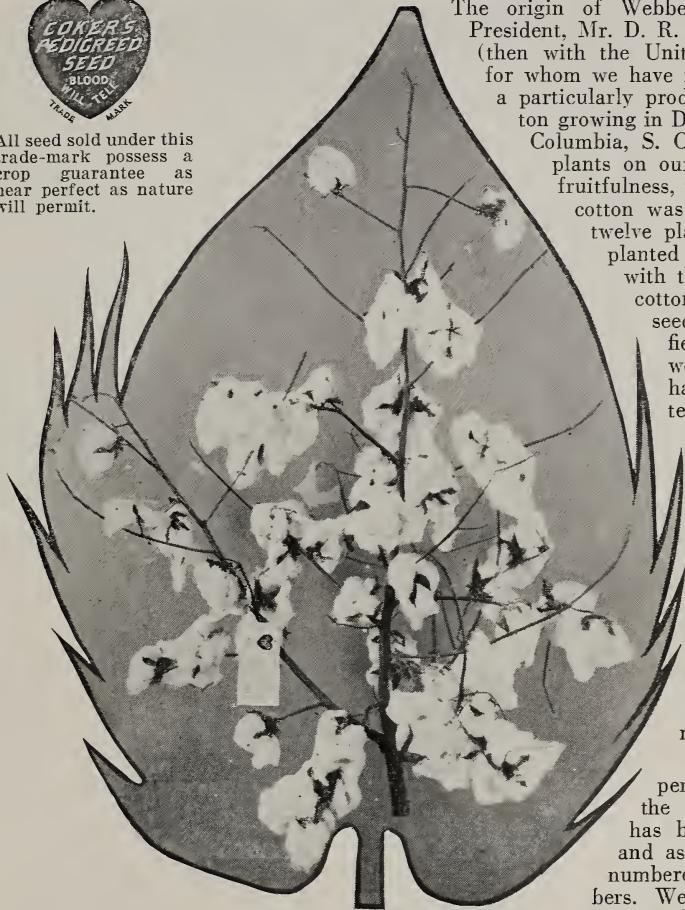 COKER'S
PEDIGREED
SEED
BLOOD
WILL TELL
TRADE MARK
All seed sold under this
trade-mark possess a
crop guarantee as
near perfect as nature
will permit.
The origin of Webbe
President, Mr. D. R.
(then with the Unit
for whom we have
a particularly prod
ton growing in D
Columbia, S. C
plants on our
fruitfulness,
cotton was
twelve pla
planted
with t
cotton
seed
fie
we
ha
te
r
per
the
has b
and as
numbere
bers. We